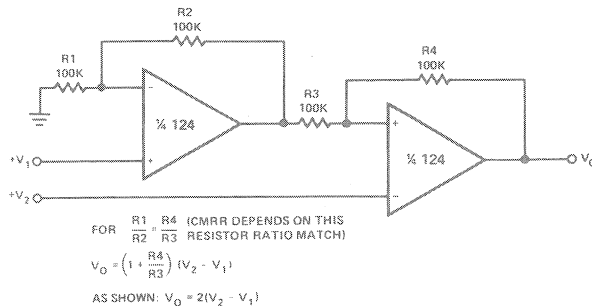 R2
100K
R1
100K
R4
100K
R3
100K
-
¼ 124
+
+
¼ 124
-
+V1
+V2
VO
FOR R1/R2 = R4/R3 (CMRR DEPENDS ON THIS
RESISTOR RATIO MATCH)
VO = (1 + R4/R3) (V2 - V1)
AS SHOWN: VO = 2(V2 - V1)